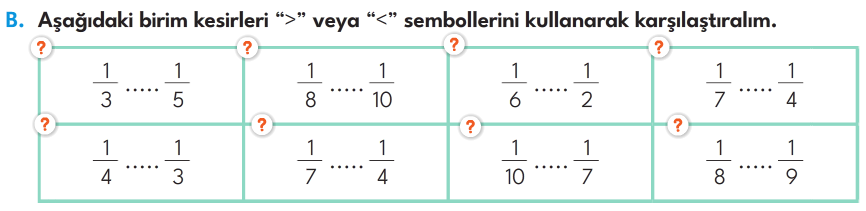 B. Aşağıdaki birim kesirleri “>” veya “<” sembollerini kullanarak karşılaştıralım.
? ? ? ?
1/3 ..... 1/5   1/8 ..... 1/10   1/6 ..... 1/2   1/7 ..... 1/4
? ? ? ?
1/4 ..... 1/3   1/7 ..... 1/4   1/10 ..... 1/7   1/8 ..... 1/9